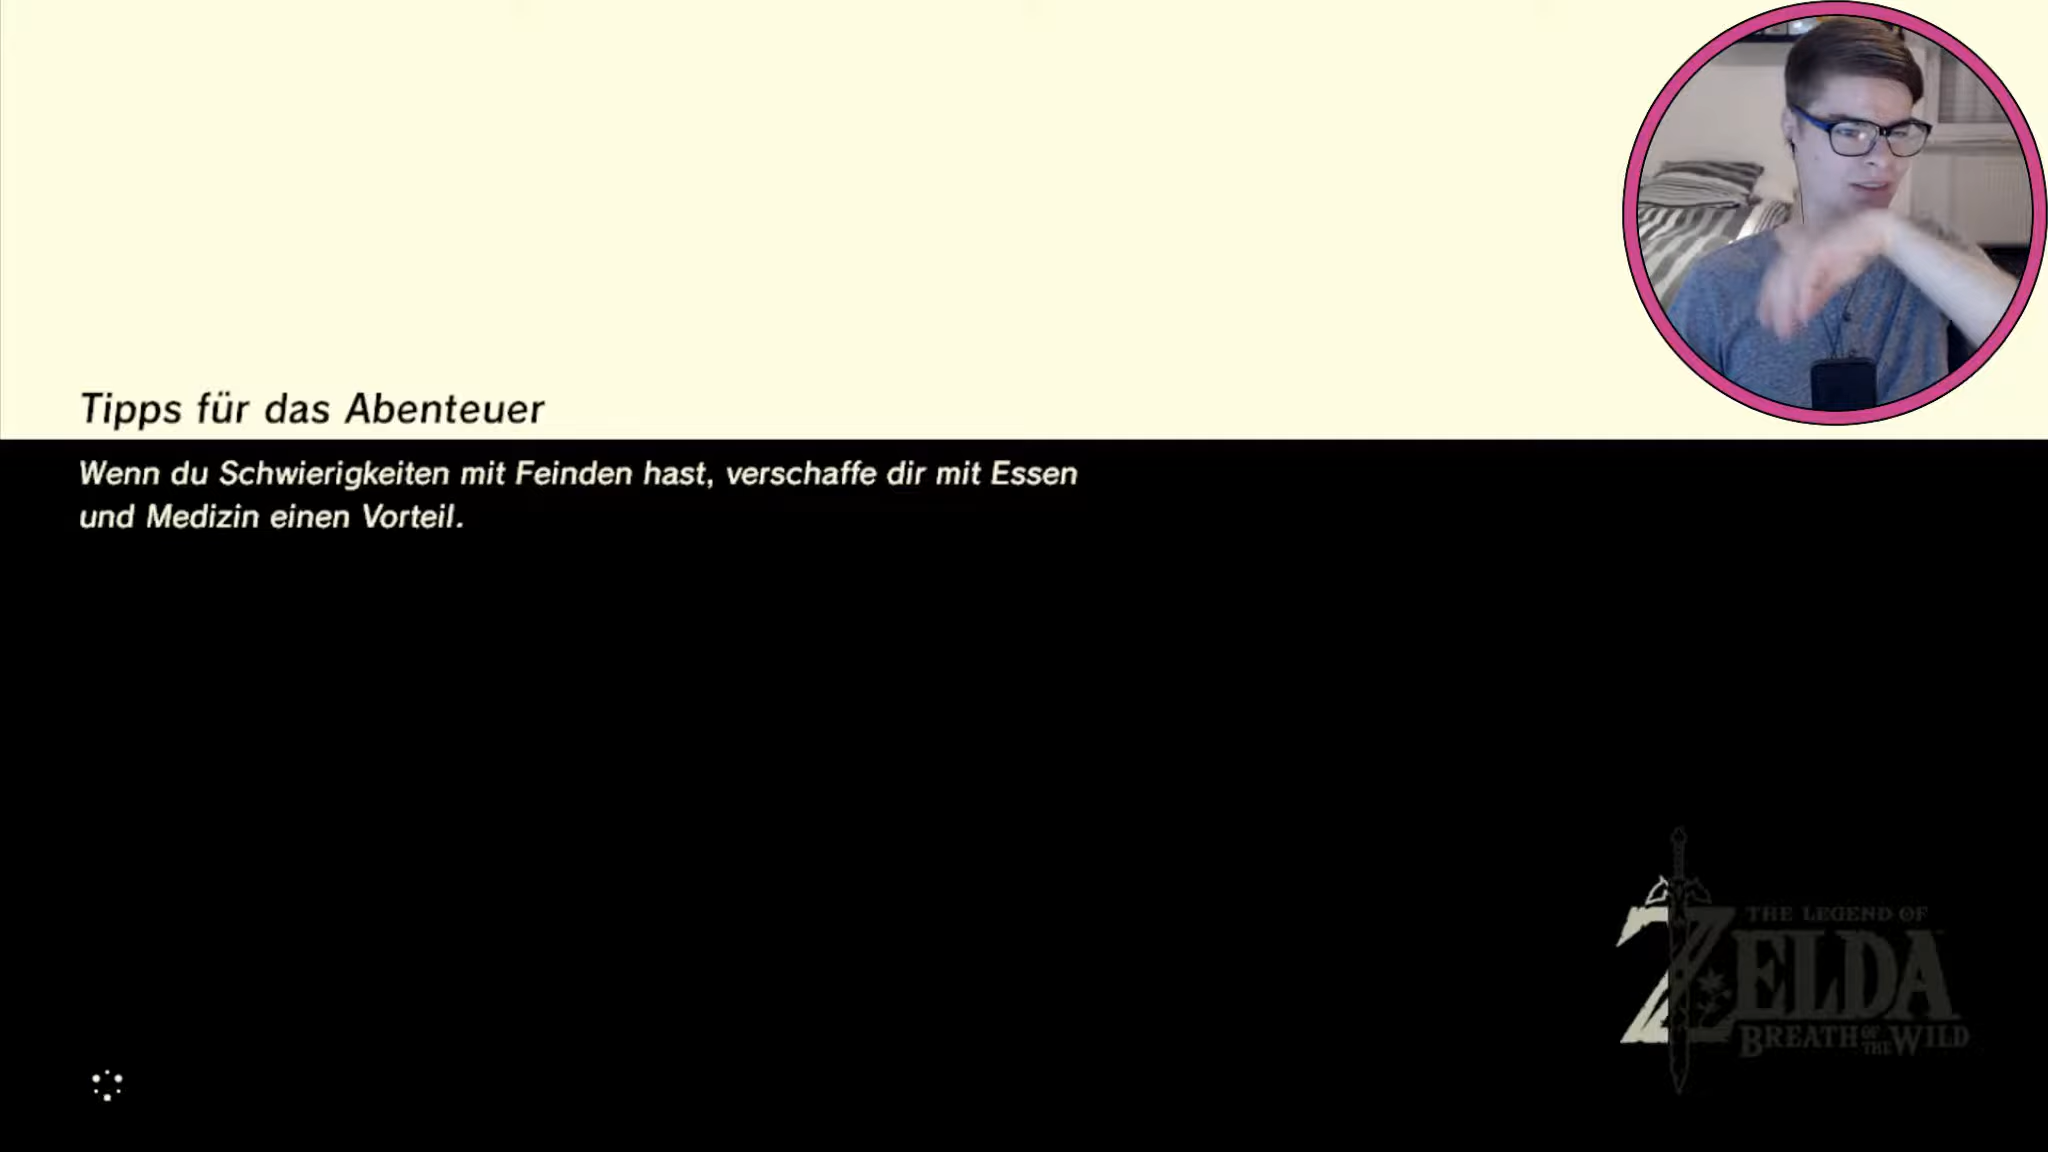 Tipps für das Abenteuer
Wenn du Schwierigkeiten mit Feinden hast, verschaffe dir mit Essen
und Medizin einen Vorteil.
THE LEGEND OF
ZELDA
BREATH OF THE WILD